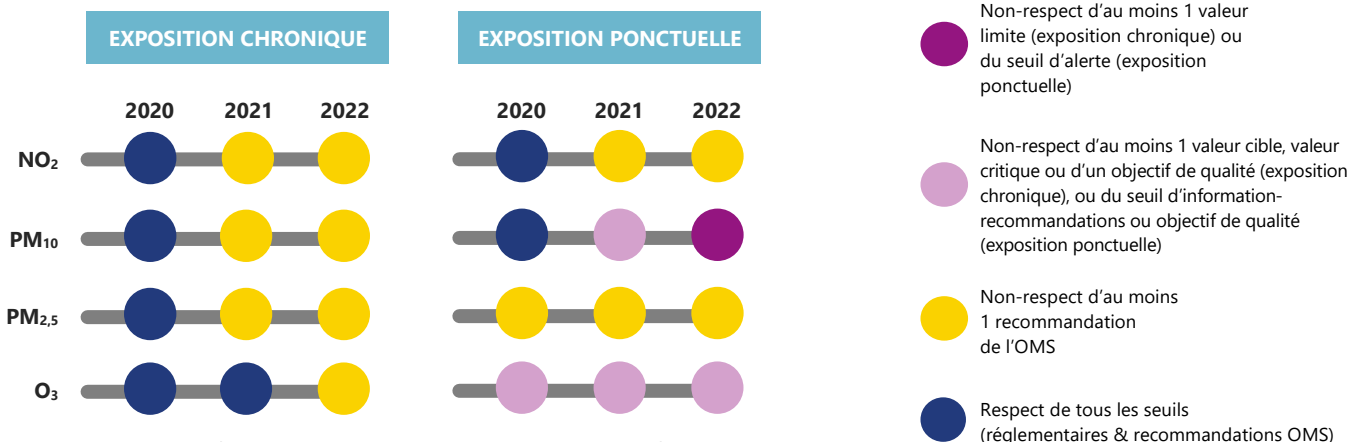 EXPOSITION CHRONIQUE
EXPOSITION PONCTUELLE
2020 2021 2022
2020 2021 2022
NO₂
PM₁₀
PM₂,₅
O₃
Non-respect d'au moins 1 valeur
limite (exposition chronique) ou
du seuil d'alerte (exposition
ponctuelle)
Non-respect d'au moins 1 valeur cible, valeur
critique ou d'un objectif de qualité (exposition
chronique), ou du seuil d'information-
recommandations ou objectif de qualité
(exposition ponctuelle)
Non-respect d'au moins
1 recommandation
de l'OMS
Respect de tous les seuils
(réglementaires & recommandations OMS)